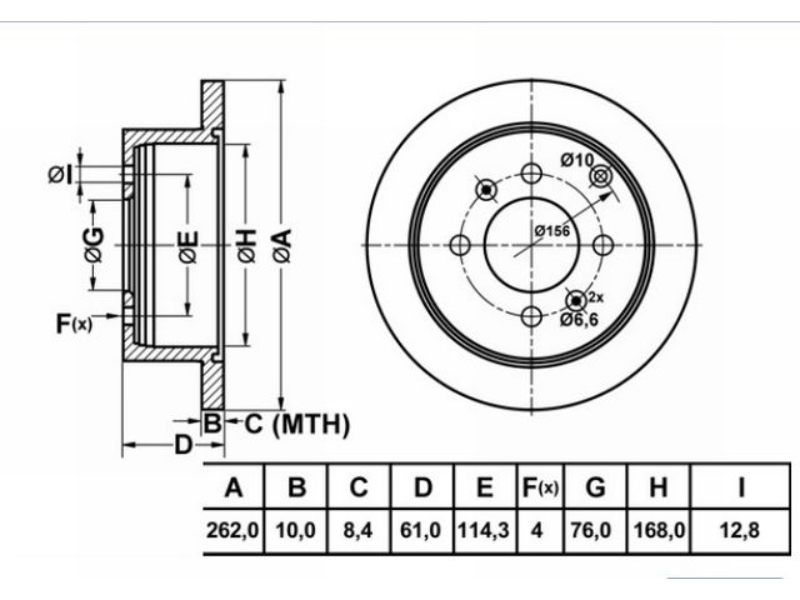 ØI
ØG
ØE
ØH
ØA
F(x)
B
C (MTH)
D
Ø10
Ø156
2x
Ø6,6
A B C D E F(x) G H I
262,0 10,0 8,4 61,0 114,3 4 76,0 168,0 12,8